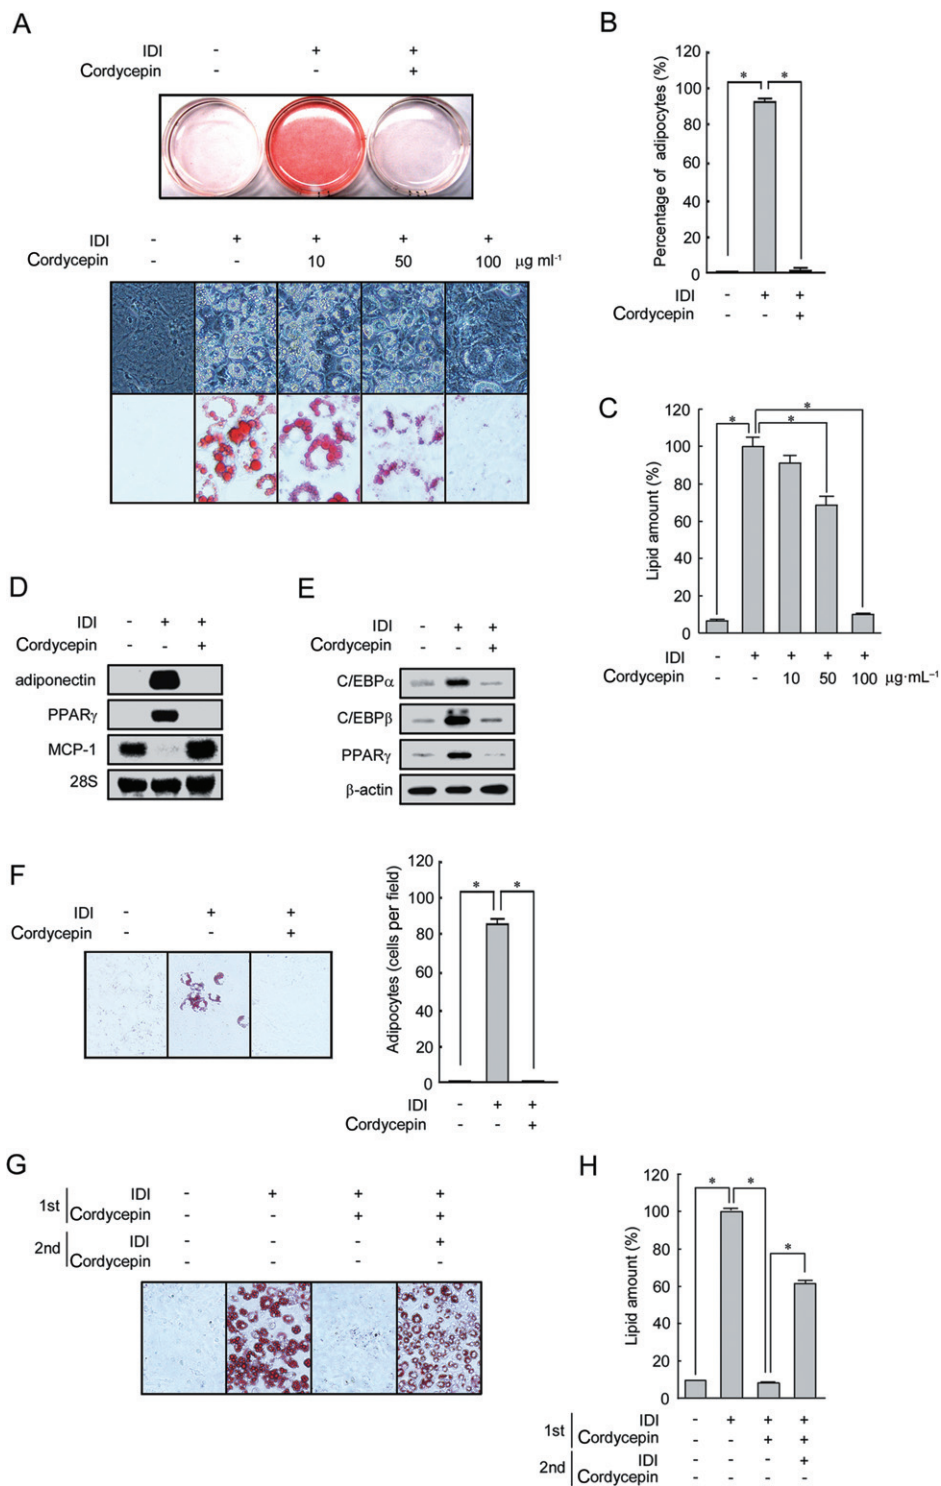 A
IDI - + +
Cordycepin - - +
IDI - + + + +
Cordycepin - - 10 50 100 μg ml-1
B
Percentage of adipocytes (%)
120
100
80
60
40
20
0
IDI - + +
Cordycepin - - +
* *
C
Lipid amount (%)
120
100
80
60
40
20
0
* * *
IDI - + + + +
Cordycepin - - 10 50 100 μg·mL−1
D
IDI - + +
Cordycepin - - +
adiponectin
PPARγ
MCP-1
28S
E
IDI - + +
Cordycepin - - +
C/EBPα
C/EBPβ
PPARγ
β-actin
F
IDI - + +
Cordycepin - - +
Adipocytes (cells per field)
120
100
80
60
40
20
0
* *
IDI - + +
Cordycepin - - +
G
1st IDI - + + +
Cordycepin - - + +
2nd IDI - - - +
Cordycepin - - - -
H
Lipid amount (%)
120
100
80
60
40
20
0
* * *
1st IDI - + + +
Cordycepin - - + +
2nd IDI - - - +
Cordycepin - - - -